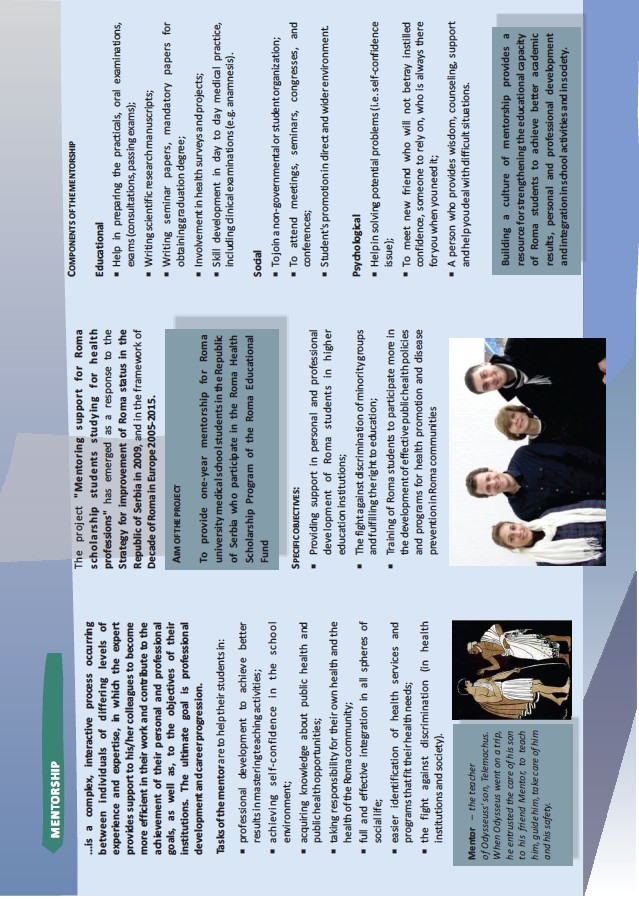 MENTORSHIP
...is a complex, interactive process occurring
between individuals of differing levels of
experience and expertise, in which the expert
provides support to his/her colleagues to become
more efficient in their work and contribute to the
achievement of their personal and professional
goals, as well as, to the objectives of their
institutions. The ultimate goal is professional
development and career progression.
Tasks of the mentor are to help their students in:
▪ professional development to achieve better
results in mastering teaching activities;
▪ achieving self-confidence in the school
environment;
▪ acquiring knowledge about public health and
public health opportunities;
▪ taking responsibility for their own health and the
health of the Roma community;
▪ full and effective integration in all spheres of
social life;
▪ easier identification of health services and
programs that fit their health needs;
▪ the fight against discrimination (in health
institutions and society).
Mentor – the teacher
of Odysseus' son, Telemachus.
When Odysseus went on a trip,
he entrusted the care of his son
to his friend Mentor, to teach
him, guide him, take care of him
and his safety.
The project "Mentoring support for Roma
scholarship students studying for health
professions" has emerged as a response to the
Strategy for improvement of Roma status in the
Republic of Serbia in 2009, and in the framework of
Decade of Roma in Europe 2005-2015.
AIM OF THE PROJECT
To provide one-year mentorship for Roma
university medical school students in the Republic
of Serbia who participate in the Roma Health
Scholarship Program of the Roma Educational
Fund
SPECIFIC OBJECTIVES:
▪ Providing support in personal and professional
development of Roma students in higher
education institutions;
▪ The fight against discrimination of minority groups
and fulfilling the right to education;
▪ Training of Roma students to participate more in
the development of effective public health policies
and programs for health promotion and disease
prevention in Roma communities
COMPONENTS OF THE MENTORSHIP
Educational
▪ Help in preparing the practicals, oral examinations,
exams (consultations, passing exams);
▪ Writing scientific research manuscripts;
▪ Writing seminar papers, mandatory papers for
obtaining graduation degree;
▪ Involvement in health surveys and projects;
▪ Skill development in day to day medical practice,
including clinical examinations (e.g. anamnesis).
Social
▪ To join a non-governmental or student organization;
▪ To attend meetings, seminars, congresses, and
conferences;
▪ Student's promotion in direct and wider environment.
Psychological
▪ Help in solving potential problems (i.e. self-confidence
issue);
▪ To meet new friend who will not betray instilled
confidence, someone to rely on, who is always there
for you when you need it;
▪ A person who provides wisdom, counseling, support
and help you deal with difficult situations.
Building a culture of mentorship provides a
resource for strengthening the educational capacity
of Roma students to achieve better academic
results, personal and professional development
and integration in school activities and in society.